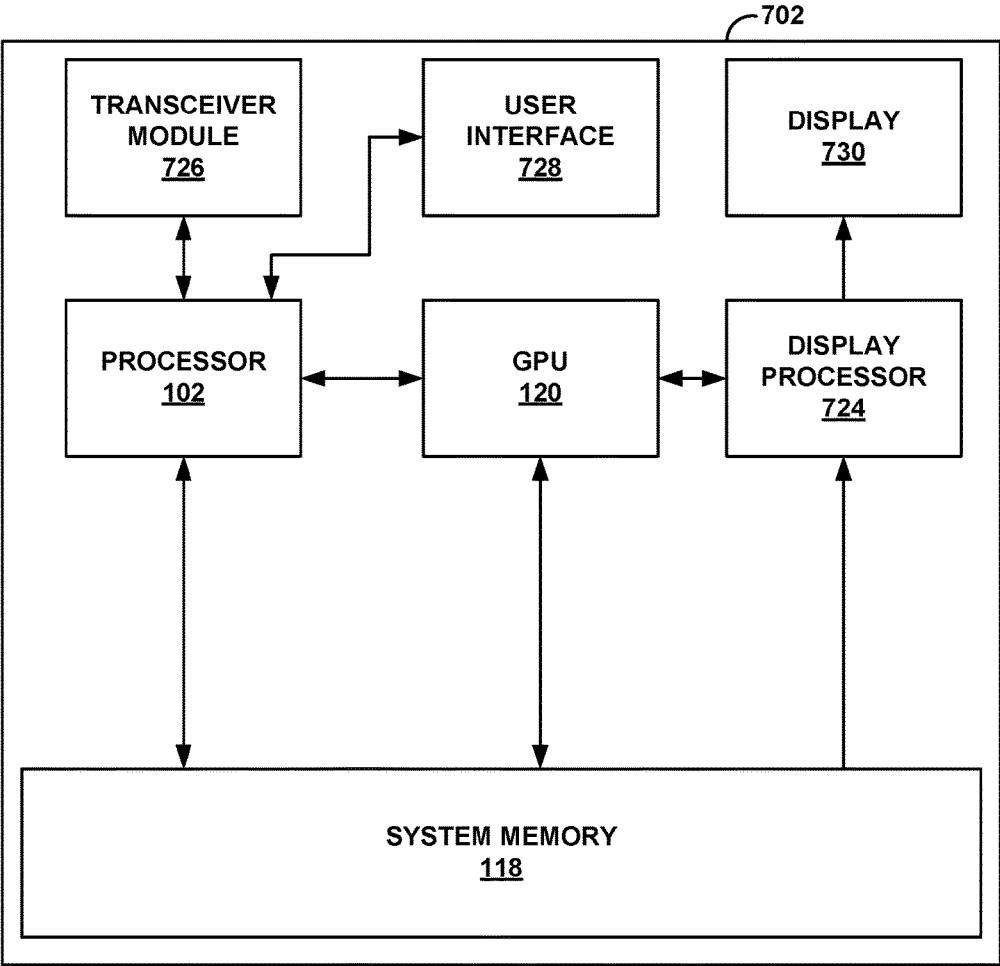 702
TRANSCEIVER
MODULE
726
USER
INTERFACE
728
DISPLAY
730
PROCESSOR
102
GPU
120
DISPLAY
PROCESSOR
724
SYSTEM MEMORY
118